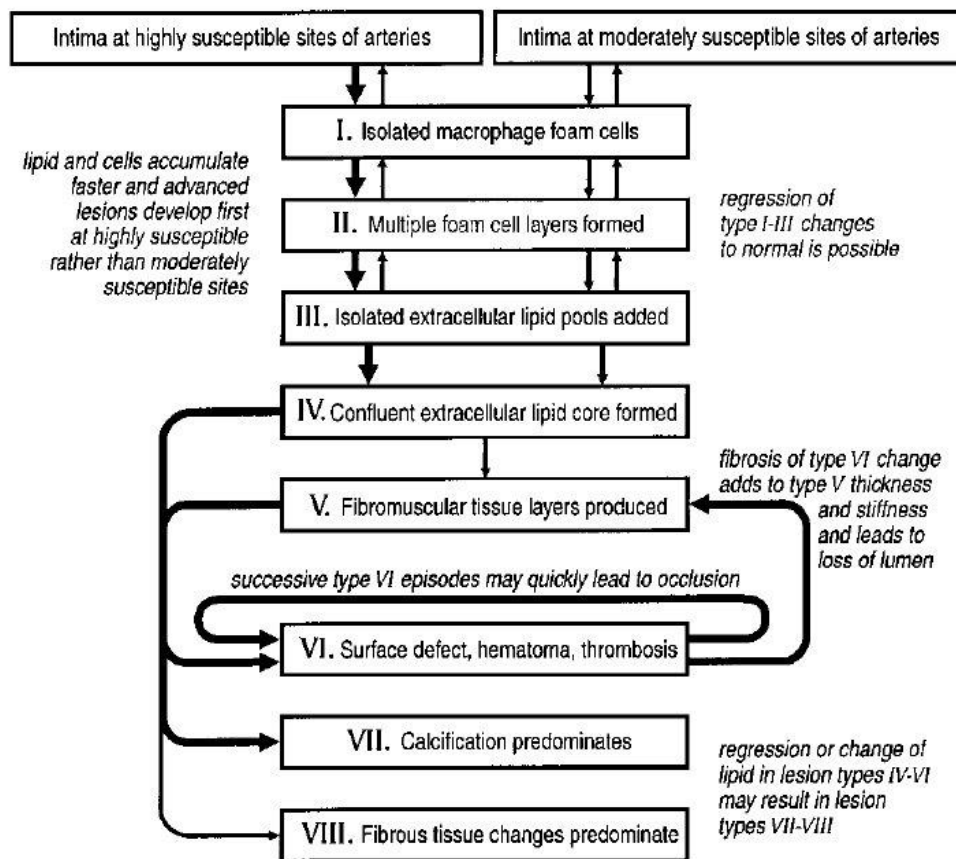 Intima at highly susceptible sites of arteries
Intima at moderately susceptible sites of arteries
I. Isolated macrophage foam cells
lipid and cells accumulate
faster and advanced
lesions develop first
at highly susceptible
rather than moderately
susceptible sites
II. Multiple foam cell layers formed
regression of
type I-III changes
to normal is possible
III. Isolated extracellular lipid pools added
IV. Confluent extracellular lipid core formed
V. Fibromuscular tissue layers produced
fibrosis of type VI change
adds to type V thickness
and stiffness
and leads to
loss of lumen
successive type VI episodes may quickly lead to occlusion
VI. Surface defect, hematoma, thrombosis
VII. Calcification predominates
regression or change of
lipid in lesion types IV-VI
may result in lesion
types VII-VIII
VIII. Fibrous tissue changes predominate